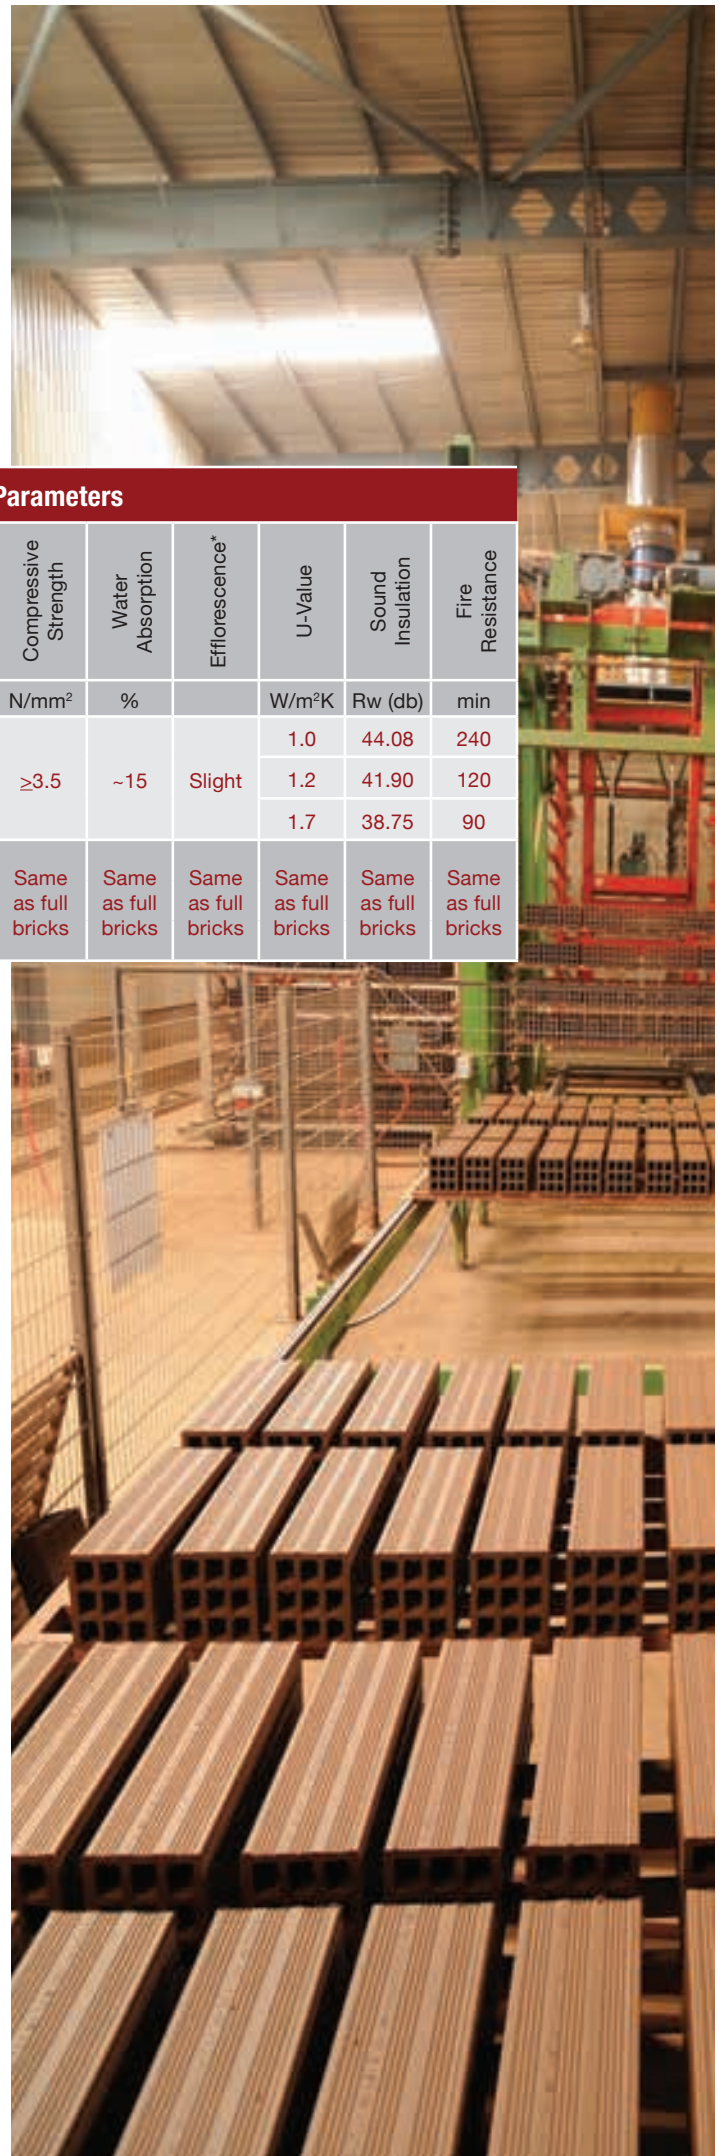 Parameters
Compressive Strength
Water Absorption
Efflorescence*
U-Value
Sound Insulation
Fire Resistance
N/mm² % W/m²K Rw (db) min
≥3.5 ~15 Slight
1.0 44.08 240
1.2 41.90 120
1.7 38.75 90
Same as full bricks
Same as full bricks
Same as full bricks
Same as full bricks
Same as full bricks
Same as full bricks